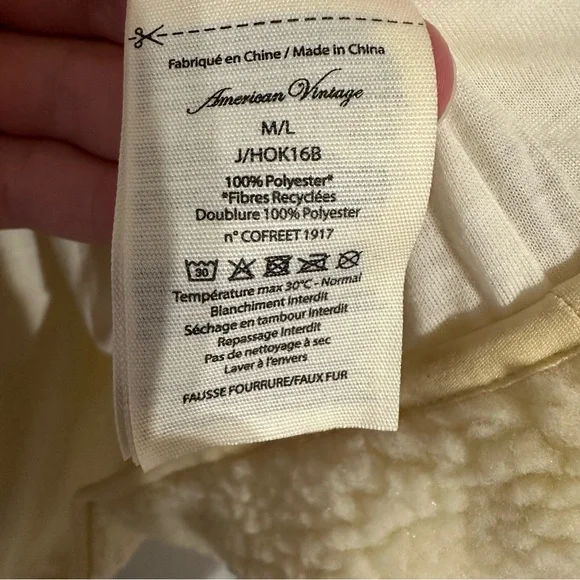 Fabriqué en Chine / Made in China
American Vintage
M/L
J/HOK16B
100% Polyester*
*Fibres Recyclées
Doublure 100% Polyester
n° COFREET 1917
30
Température max 30°C - Normal
Blanchiment Interdit
Séchage en tambour Interdit
Repassage Interdit
Pas de nettoyage à sec
Laver à l'envers
FAUSSE FOURRURE/FAUX FUR